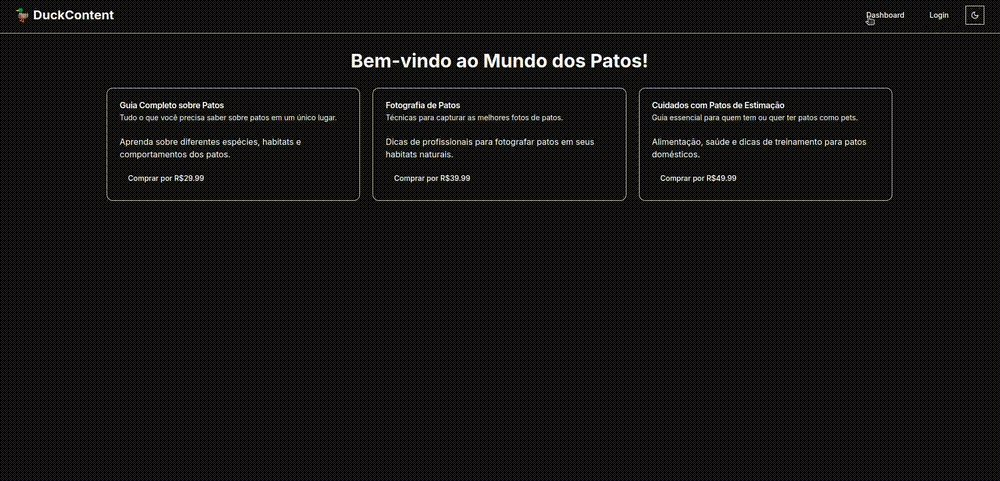 DuckContent
Dashboard
Login
Bem-vindo ao Mundo dos Patos!
Guia Completo sobre Patos
Tudo o que você precisa saber sobre patos em um único lugar.
Aprenda sobre diferentes espécies, habitats e
comportamentos dos patos.
Comprar por R$29.99
Fotografia de Patos
Técnicas para capturar as melhores fotos de patos.
Dicas de profissionais para fotografar patos em seus
habitats naturais.
Comprar por R$39.99
Cuidados com Patos de Estimação
Guia essencial para quem tem ou quer ter patos como pets.
Alimentação, saúde e dicas de treinamento para patos
domésticos.
Comprar por R$49.99